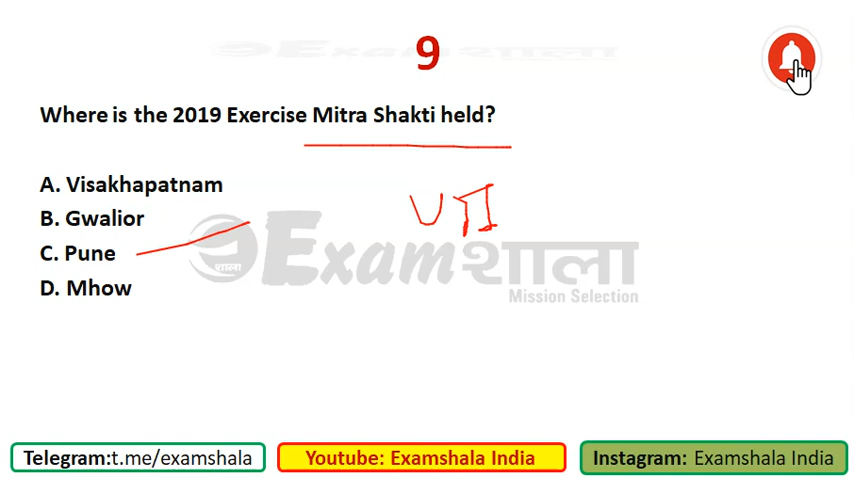 Examशाला
9
Where is the 2019 Exercise Mitra Shakti held?
A. Visakhapatnam
B. Gwalior
C. Pune
D. Mhow
शाला
Examशाला
Mission Selection
Telegram:t.me/examshala
Youtube: Examshala India
Instagram: Examshala India